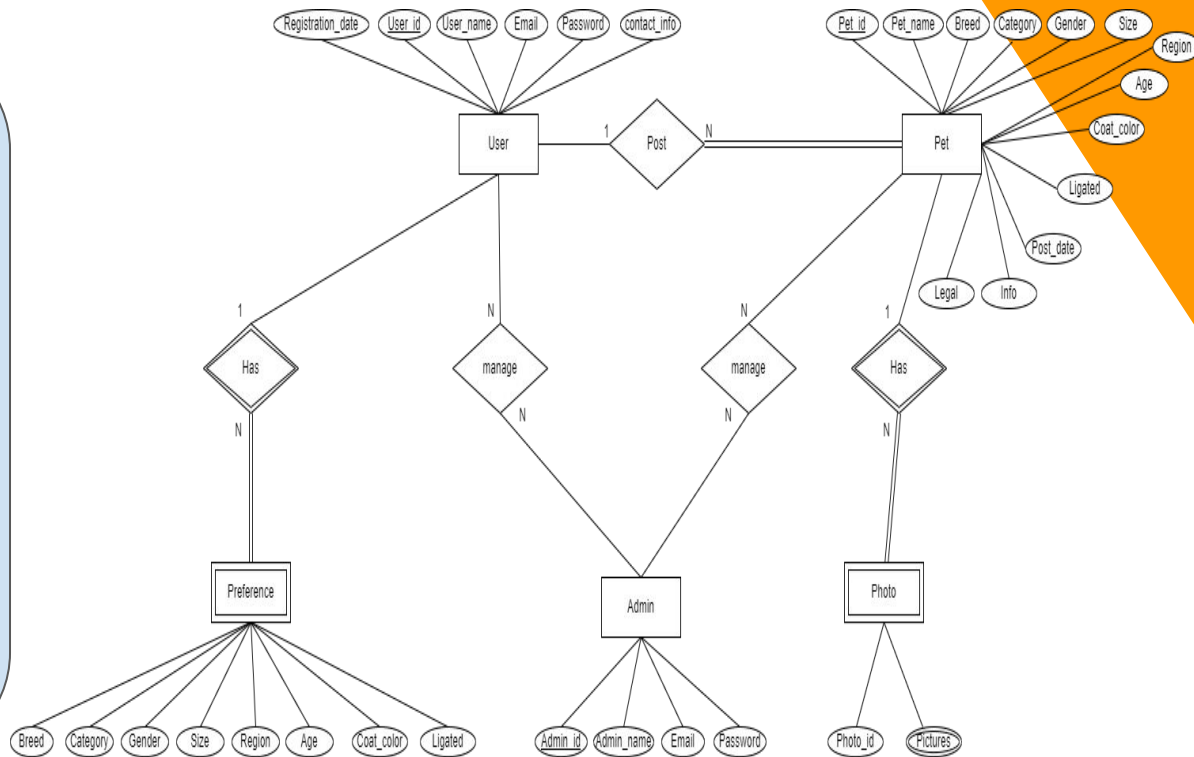 Registration_date
User_id
User_name
Email
Password
contact_info
Pet_id
Pet_name
Breed
Category
Gender
Size
Region
Age
Coat_color
Ligated
Post_date
Info
Legal
User
1
Post
N
Pet
1
N
N
1
Has
manage
manage
Has
N
N
N
N
Preference
Admin
Photo
Breed
Category
Gender
Size
Region
Age
Coat_color
Ligated
Admin_id
Admin_name
Email
Password
Photo_id
Pictures